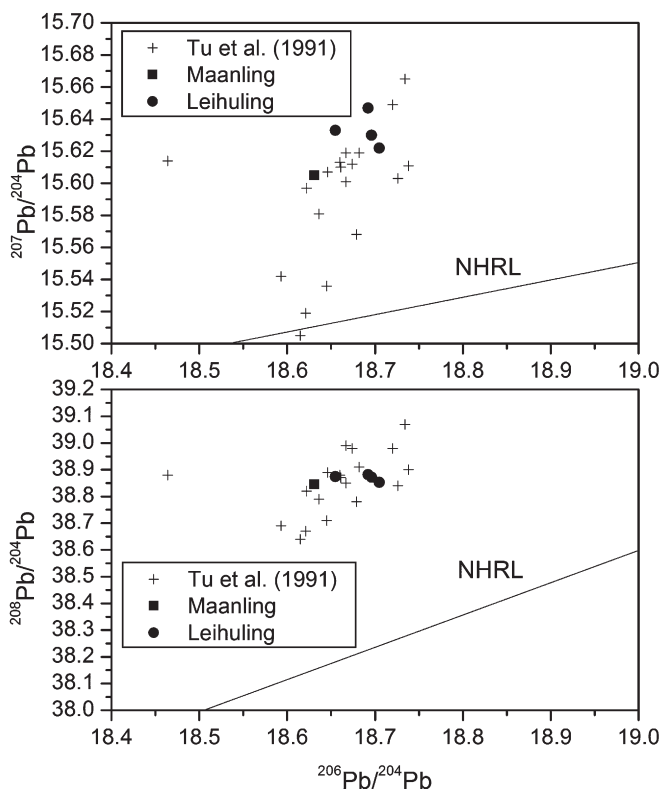 15.70
15.68
15.66
15.64
15.62
15.60
15.58
15.56
15.54
15.52
15.50
207Pb/204Pb
+ Tu et al. (1991)
■ Maanling
● Leihuling
NHRL
18.4 18.5 18.6 18.7 18.8 18.9 19.0
39.2
39.1
39.0
38.9
38.8
38.7
38.6
38.5
38.4
38.3
38.2
38.1
38.0
208Pb/204Pb
NHRL
+ Tu et al. (1991)
■ Maanling
● Leihuling
18.4 18.5 18.6 18.7 18.8 18.9 19.0
206Pb/204Pb